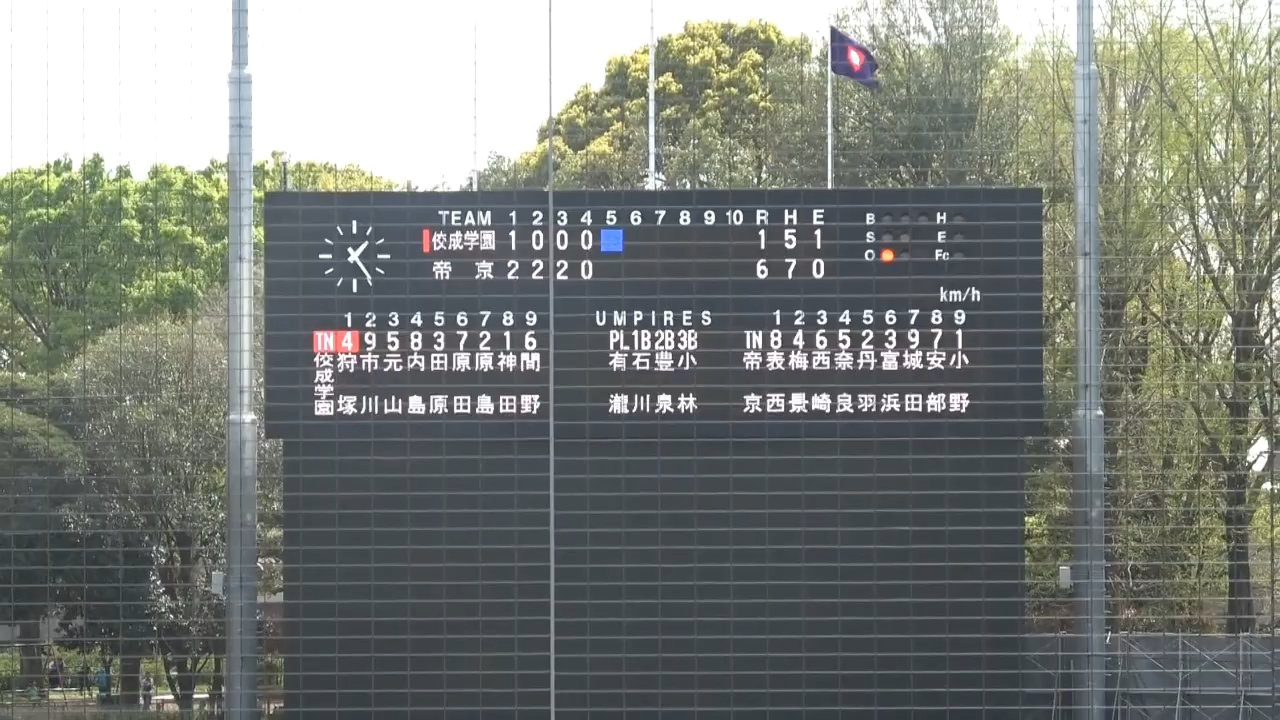 TEAM 1 2 3 4 5 6 7 8 9 10 R H E
佼成学園 1 0 0 0 1 5 1
帝京 2 2 2 0 6 7 0
B H
S E
O Fc
km/h
1 2 3 4 5 6 7 8 9
TN 4 9 5 8 3 7 2 1 6
佼成学園
狩塚 市川 元山 内島 田原 原田 原島 神田 間野
UMPIRES
PL 1B 2B 3B
有瀧 石川 豊泉 小林
1 2 3 4 5 6 7 8 9
TN 8 4 6 5 2 3 9 7 1
帝京
表西 梅景 西崎 奈良 丹羽 富浜 城田 安部 小野